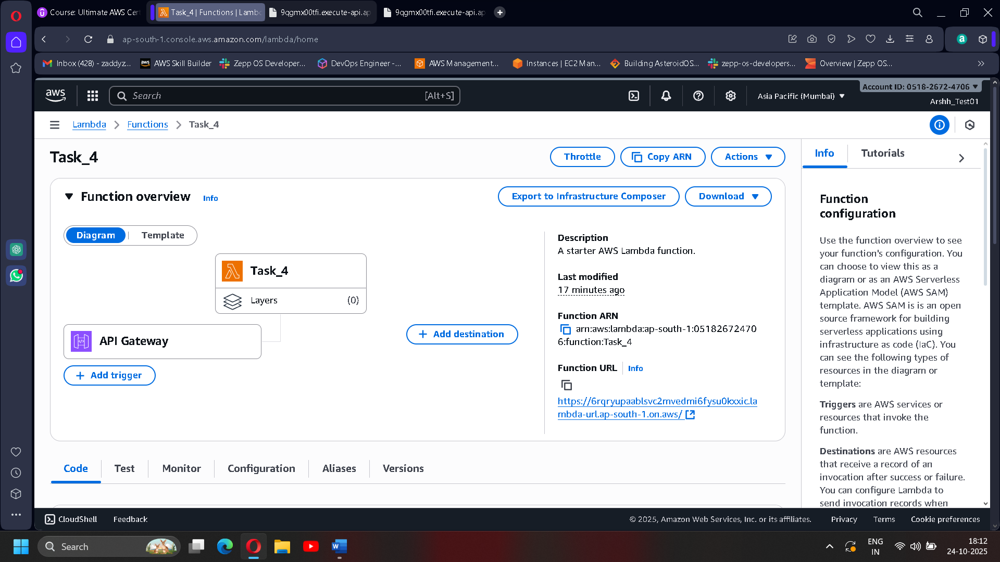 Course: Ultimate AWS Cert
Task_4 | Functions | Lambd
9qgmx00tfi.execute-api.ap
9qgmx00tfi.execute-api.ap
ap-south-1.console.aws.amazon.com/lambda/home
Inbox (428) - zaddyz...
AWS Skill Builder
Zepp OS Developer...
DevOps Engineer -...
AWS Management...
Instances | EC2 Man...
Building AsteroidOS...
zepp-os-developers...
Overview | Zepp OS...
aws
Search
[Alt+S]
Asia Pacific (Mumbai)
Account ID: 0518-2672-4706
Arshh_Test01
Lambda
Functions
Task_4
Task_4
Throttle
Copy ARN
Actions
Function overview
Info
Export to Infrastructure Composer
Download
Diagram
Template
Task_4
Layers
(0)
API Gateway
Add trigger
Add destination
Description
A starter AWS Lambda function.
Last modified
17 minutes ago
Function ARN
arn:aws:lambda:ap-south-1:05182672470
6:function:Task_4
Function URL
Info
https://6rqryupaablsvc2mvedmi6fysu0kxxic.la
mbda-url.ap-south-1.on.aws/
Code
Test
Monitor
Configuration
Aliases
Versions
Info
Tutorials
Function
configuration
Use the function overview to see
your function's configuration. You
can choose to view this as a
diagram or as an AWS Serverless
Application Model (AWS SAM)
template. AWS SAM is is an open
source framework for building
serverless applications using
infrastructure as code (IaC). You
can see the following types of
resources in the diagram or
template:
Triggers are AWS services or
resources that invoke the
function.
Destinations are AWS resources
that receive a record of an
invocation after success or failure.
You can configure Lambda to
send invocation records when
CloudShell
Feedback
© 2025, Amazon Web Services, Inc. or its affiliates.
Privacy
Terms
Cookie preferences
Search
ENG
IN
18:12
24-10-2025